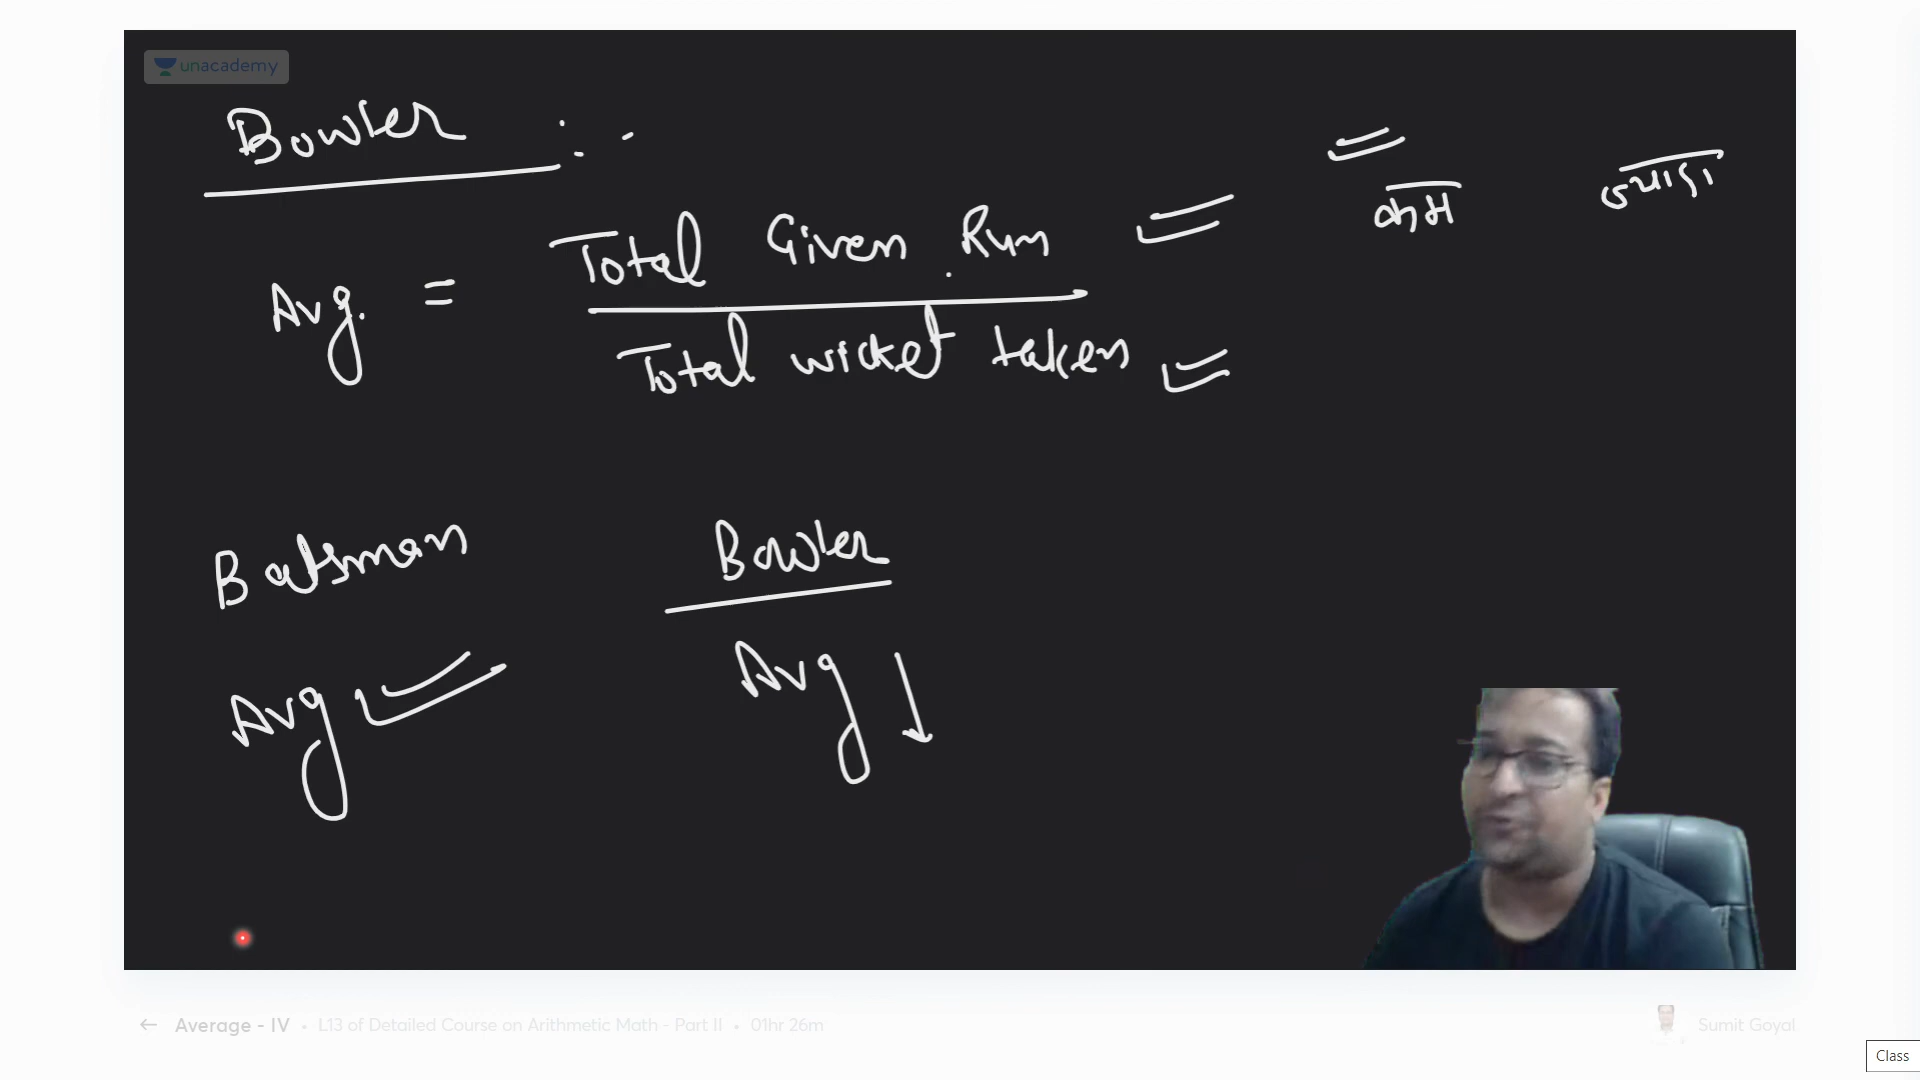 unacademy
Bowler :-
कम ज्यादा
Avg. = Total Given Run
Total wicket taken
Batsman Bowler
Avg Avg ↓
← Average - IV • L13 of Detailed Course on Arithmetic Math - Part II • 01hr 26m
Sumit Goyal
Class